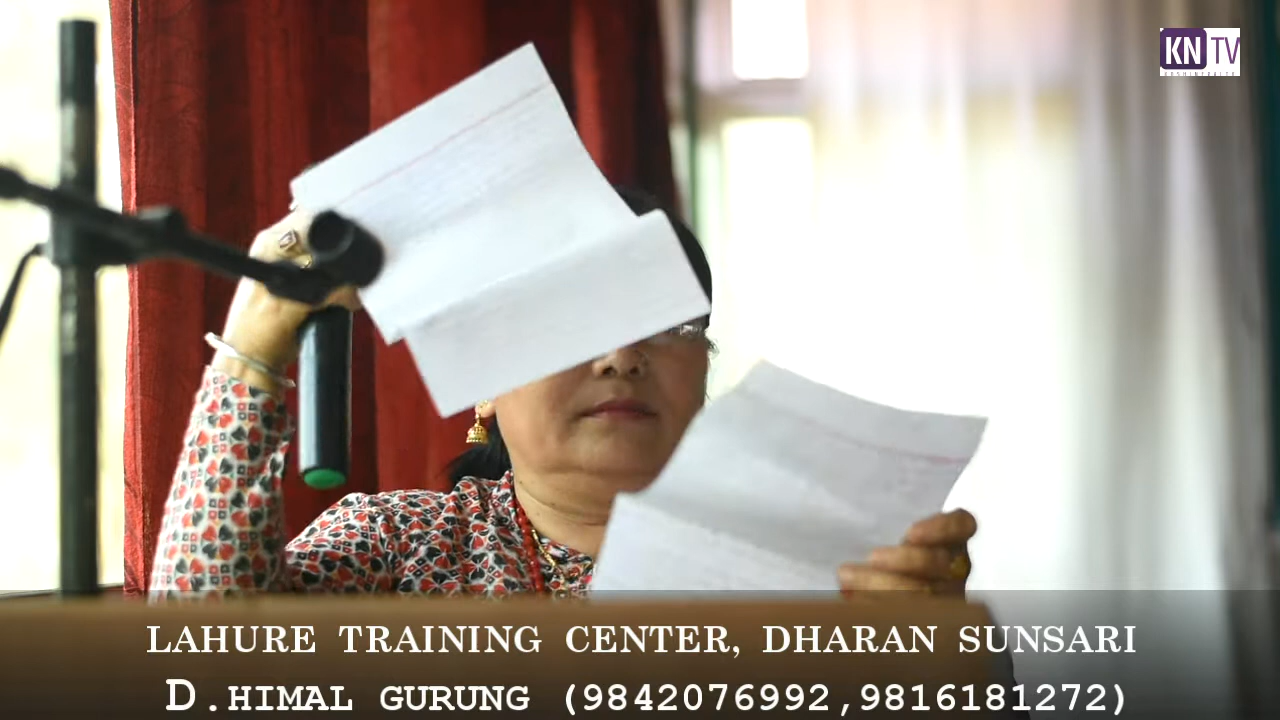 KN TV
LAHURE TRAINING CENTER, DHARAN SUNSARI
D.HIMAL GURUNG (9842076992,9816181272)